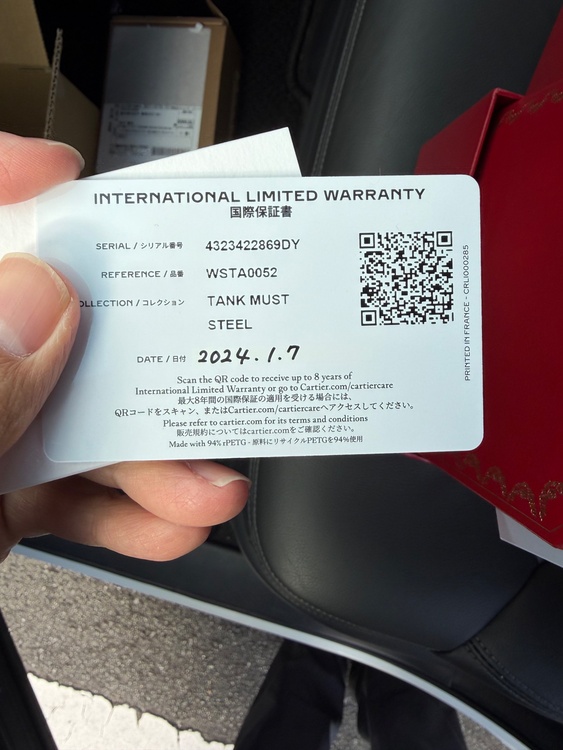 INTERNATIONAL LIMITED WARRANTY
国際保証書
SERIAL / シリアル番号 4323422869DY
REFERENCE / 品番 WSTA0052
OLLECTION / コレクション TANK MUST
STEEL
DATE / 日付 2024.1.7
Scan the QR code to receive up to 8 years of
International Limited Warranty or go to Cartier.com/cartiercare
最大8年間の国際保証の適用を受ける場合には、
QRコードをスキャン、またはCartier.com/cartiercareへアクセスしてください。
Please refer to cartier.com for its terms and conditions
販売規約についてはcartier.comをご確認ください。
Made with 94% rPETG - 原料にリサイクルPETGを94%使用
PRINTED IN FRANCE - CRLI000285